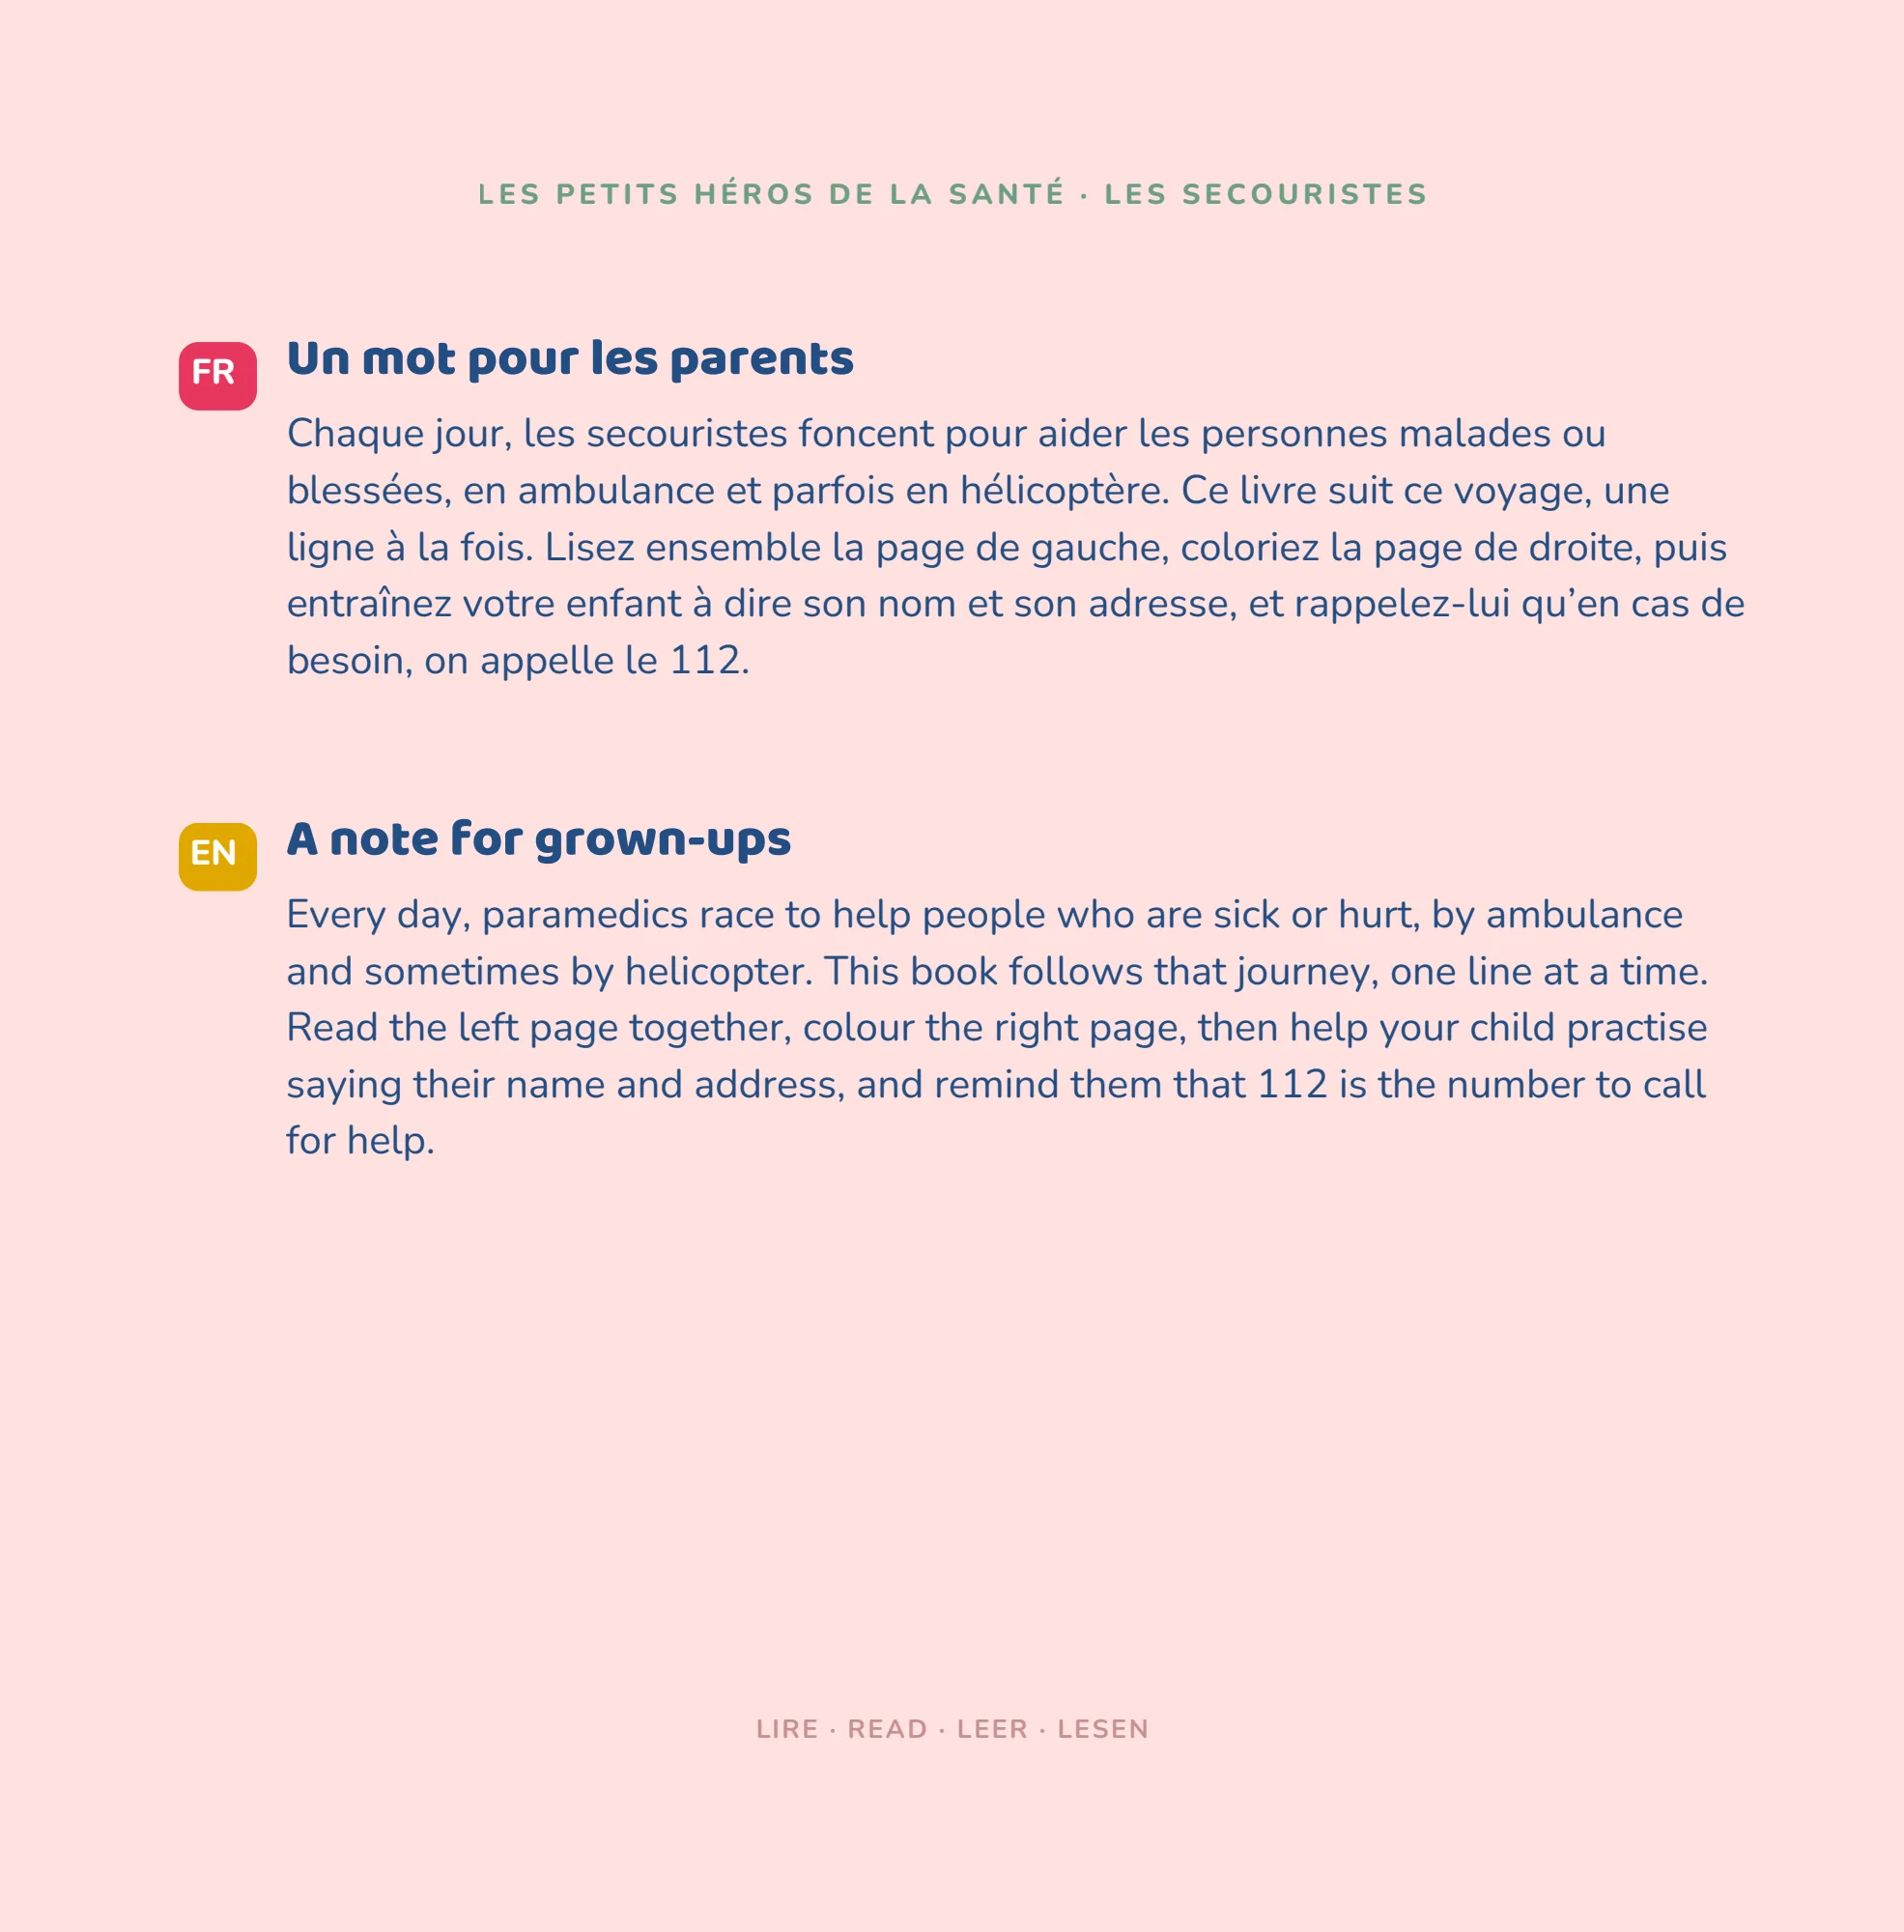 LES PETITS HÉROS DE LA SANTÉ · LES SECOURISTES
FR
Un mot pour les parents
Chaque jour, les secouristes foncent pour aider les personnes malades ou
blessées, en ambulance et parfois en hélicoptère. Ce livre suit ce voyage, une
ligne à la fois. Lisez ensemble la page de gauche, coloriez la page de droite, puis
entraînez votre enfant à dire son nom et son adresse, et rappelez-lui qu’en cas de
besoin, on appelle le 112.
EN
A note for grown-ups
Every day, paramedics race to help people who are sick or hurt, by ambulance
and sometimes by helicopter. This book follows that journey, one line at a time.
Read the left page together, colour the right page, then help your child practise
saying their name and address, and remind them that 112 is the number to call
for help.
LIRE · READ · LEER · LESEN